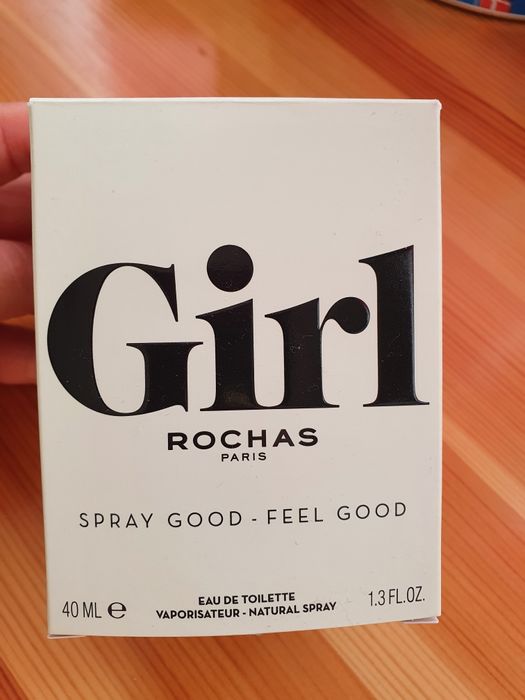 Girl
ROCHAS
PARIS
SPRAY GOOD - FEEL GOOD
40 ML ℮
EAU DE TOILETTE
VAPORISATEUR - NATURAL SPRAY
1.3 FL.OZ.